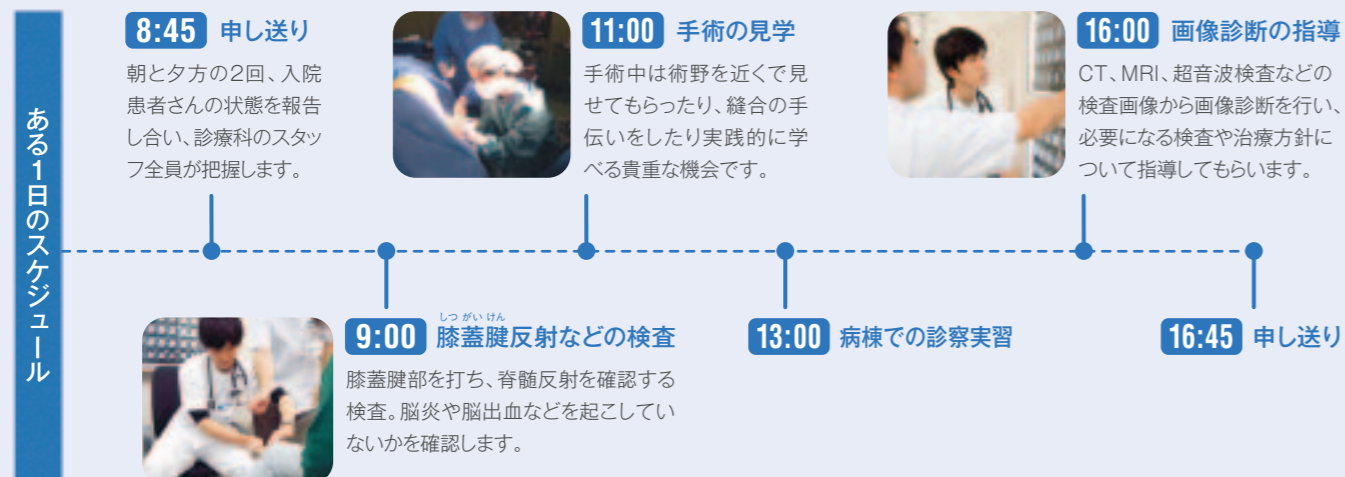 ある1日のスケジュール
8:45 申し送り
朝と夕方の2回、入院
患者さんの状態を報告
し合い、診療科のスタッ
フ全員が把握します。
しつがいけん
9:00 膝蓋腱反射などの検査
膝蓋腱部を打ち、脊髄反射を確認する
検査。脳炎や脳出血などを起こしてい
ないかを確認します。
11:00 手術の見学
手術中は術野を近くで見
せてもらったり、縫合の手
伝いをしたり実践的に学
べる貴重な機会です。
13:00 病棟での診察実習
16:00 画像診断の指導
CT、MRI、超音波検査などの
検査画像から画像診断を行い、
必要になる検査や治療方針に
ついて指導してもらいます。
16:45 申し送り